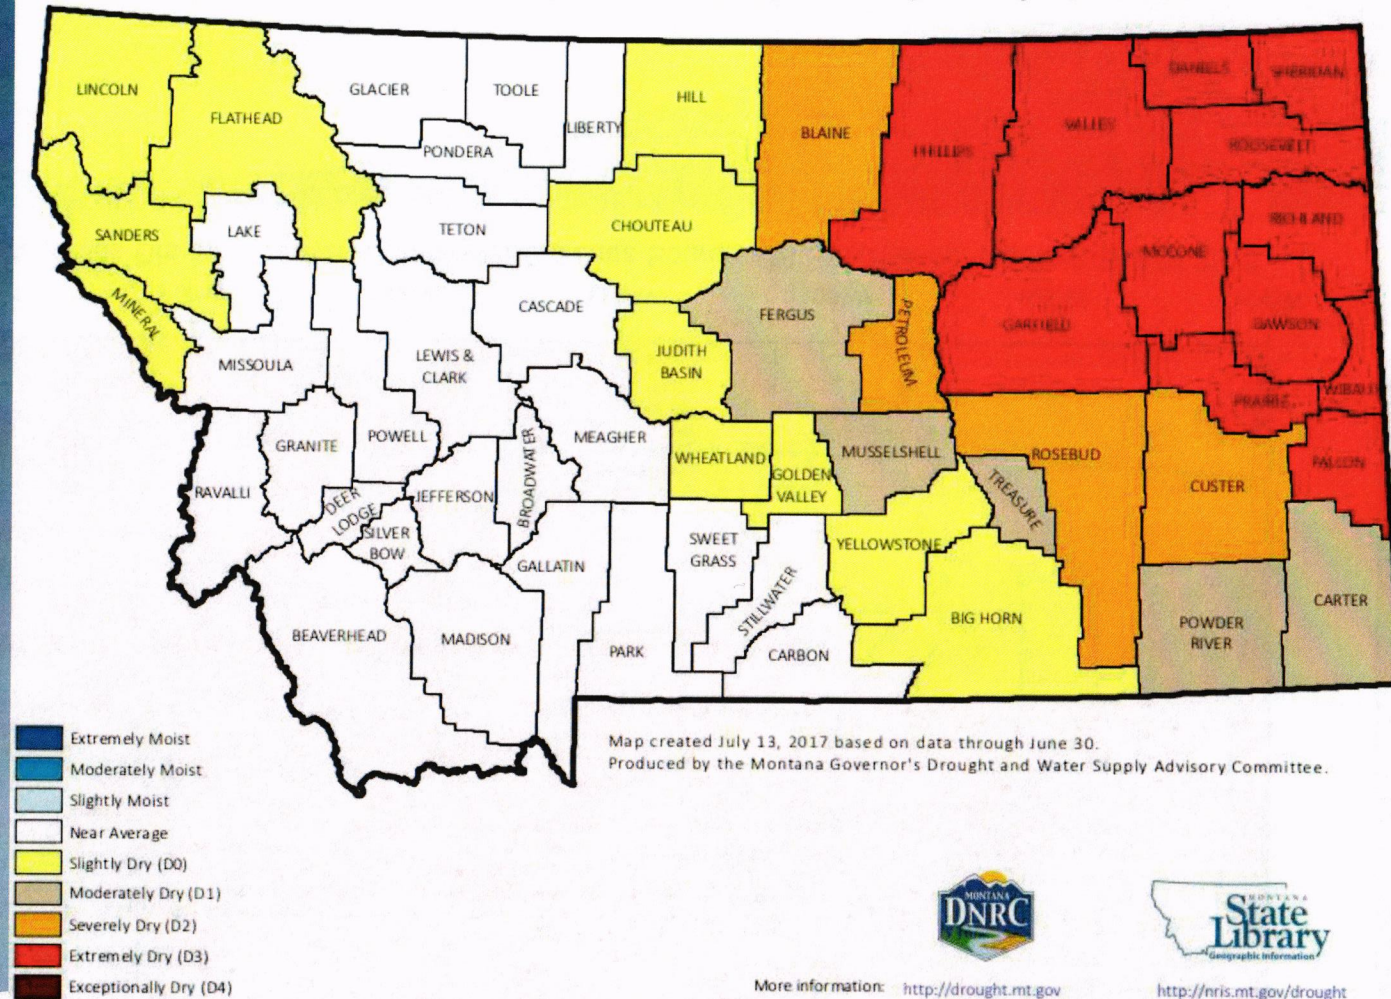 LINCOLN
FLATHEAD
GLACIER
TOOLE
LIBERTY
HILL
BLAINE
PHILLIPS
VALLEY
DANIELS
SHERIDAN
ROOSEVELT
PONDERA
SANDERS
LAKE
TETON
CHOUTEAU
RICHLAND
MCCONE
MINERAL
CASCADE
FERGUS
PETROLEUM
GARFIELD
DAWSON
MISSOULA
LEWIS &
CLARK
JUDITH
BASIN
WIBAUX
PRAIRIE
GRANITE
POWELL
BROADWATER
MEAGHER
WHEATLAND
GOLDEN
VALLEY
MUSSELSHELL
TREASURE
ROSEBUD
CUSTER
FALLON
RAVALLI
DEER
LODGE
JEFFERSON
SILVER
BOW
GALLATIN
SWEET
GRASS
STILLWATER
YELLOWSTONE
BIG HORN
POWDER
RIVER
CARTER
BEAVERHEAD
MADISON
PARK
CARBON
Extremely Moist
Moderately Moist
Slightly Moist
Near Average
Slightly Dry (D0)
Moderately Dry (D1)
Severely Dry (D2)
Extremely Dry (D3)
Exceptionally Dry (D4)
Map created July 13, 2017 based on data through June 30.
Produced by the Montana Governor's Drought and Water Supply Advisory Committee.
MONTANA
DNRC
MONTANA
State
Library
Geographic Information
More information: http://drought.mt.gov
http://nris.mt.gov/drought